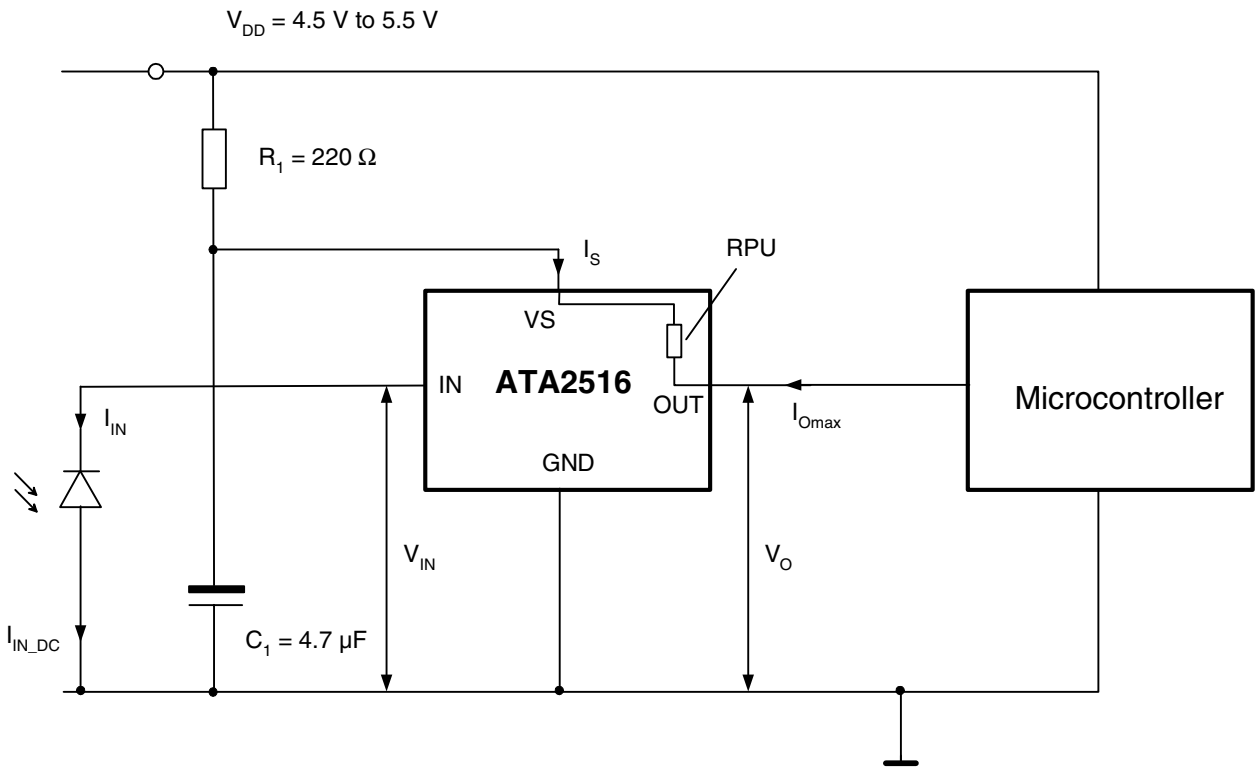 V_DD = 4.5 V to 5.5 V
R_1 = 220 Ω
I_S
RPU
VS
IN
ATA2516
OUT
GND
I_Omax
Microcontroller
I_IN
V_IN
V_O
I_IN_DC
C_1 = 4.7 µF